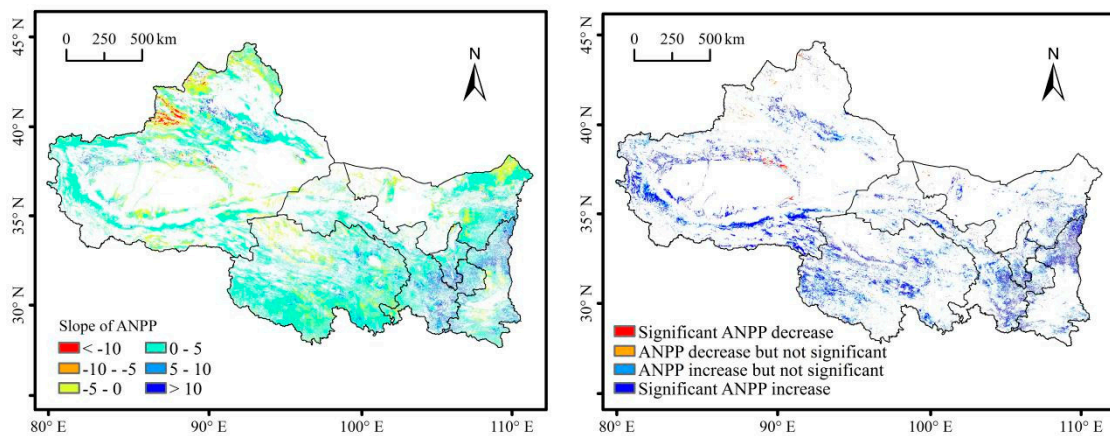 45° N
40° N
35° N
30° N
0 250 500 km
N
Slope of ANPP
< -10
-10 - -5
-5 - 0
0 - 5
5 - 10
> 10
80° E
90° E
100° E
110° E
45° N
40° N
35° N
30° N
0 250 500 km
N
Significant ANPP decrease
ANPP decrease but not significant
ANPP increase but not significant
Significant ANPP increase
80° E
90° E
100° E
110° E